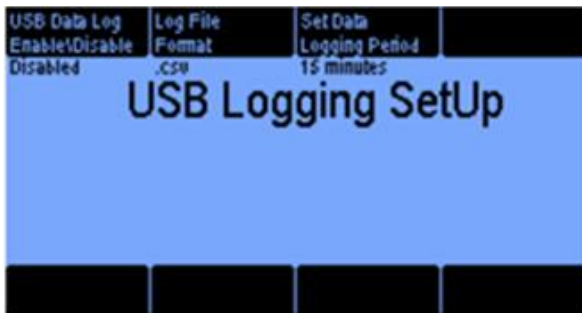 USB Data Log
Enable\Disable
Disabled
Log File
Format
.csv
Set Data
Logging Period
15 minutes
USB Logging SetUp